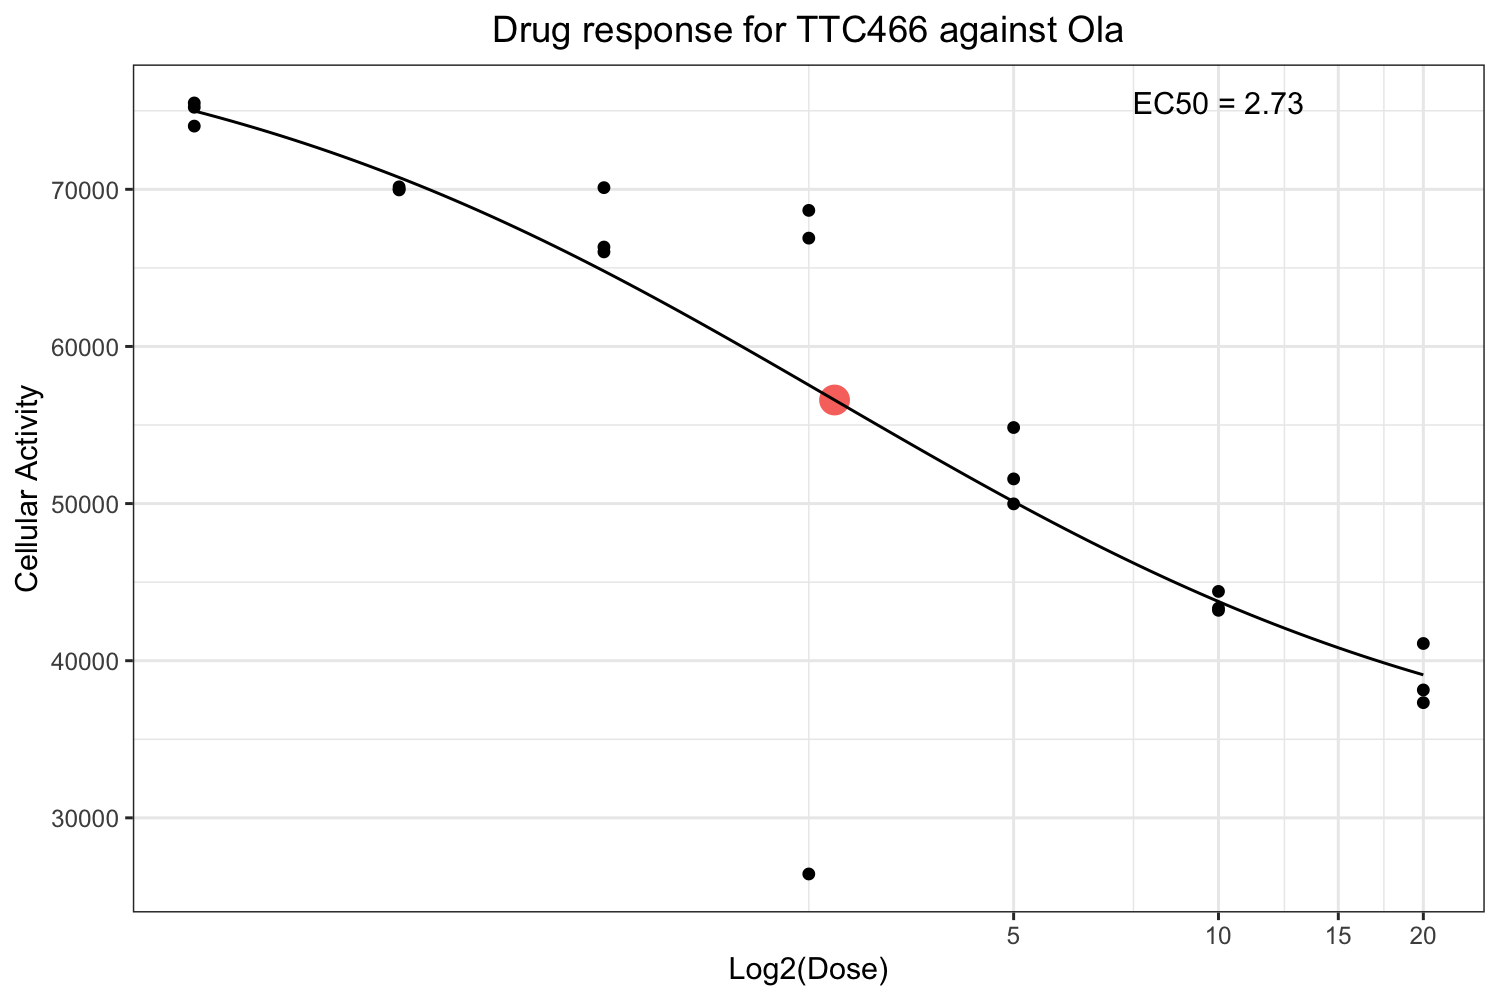 Drug response for TTC466 against Ola
EC50 = 2.73
Cellular Activity
70000
60000
50000
40000
30000
5 10 15 20
Log2(Dose)